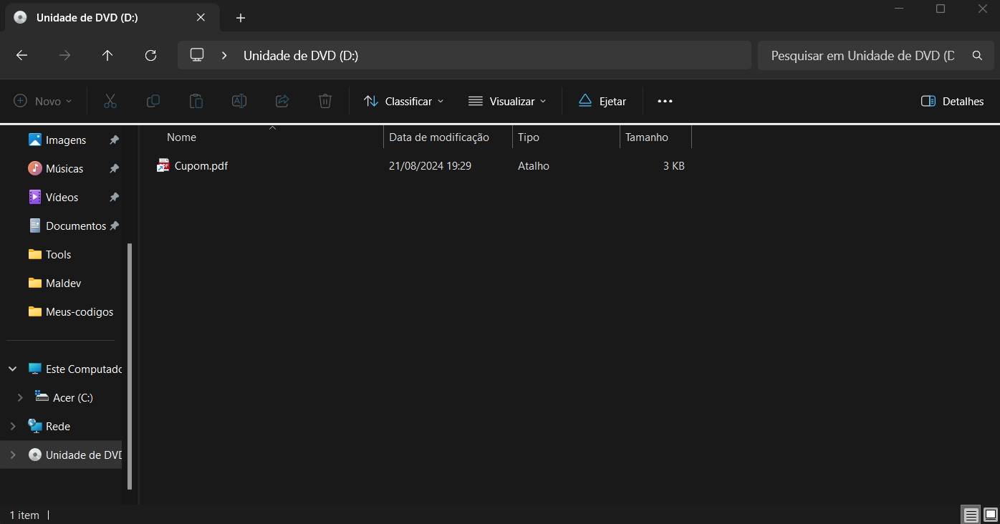 Unidade de DVD (D:)
Unidade de DVD (D:)
Pesquisar em Unidade de DVD (D
Novo
Classificar
Visualizar
Ejetar
Detalhes
Nome
Data de modificação
Tipo
Tamanho
Cupom.pdf
21/08/2024 19:29
Atalho
3 KB
Imagens
Músicas
Vídeos
Documentos
Tools
Maldev
Meus-codigos
Este Computado
Acer (C:)
Rede
Unidade de DVD
1 item